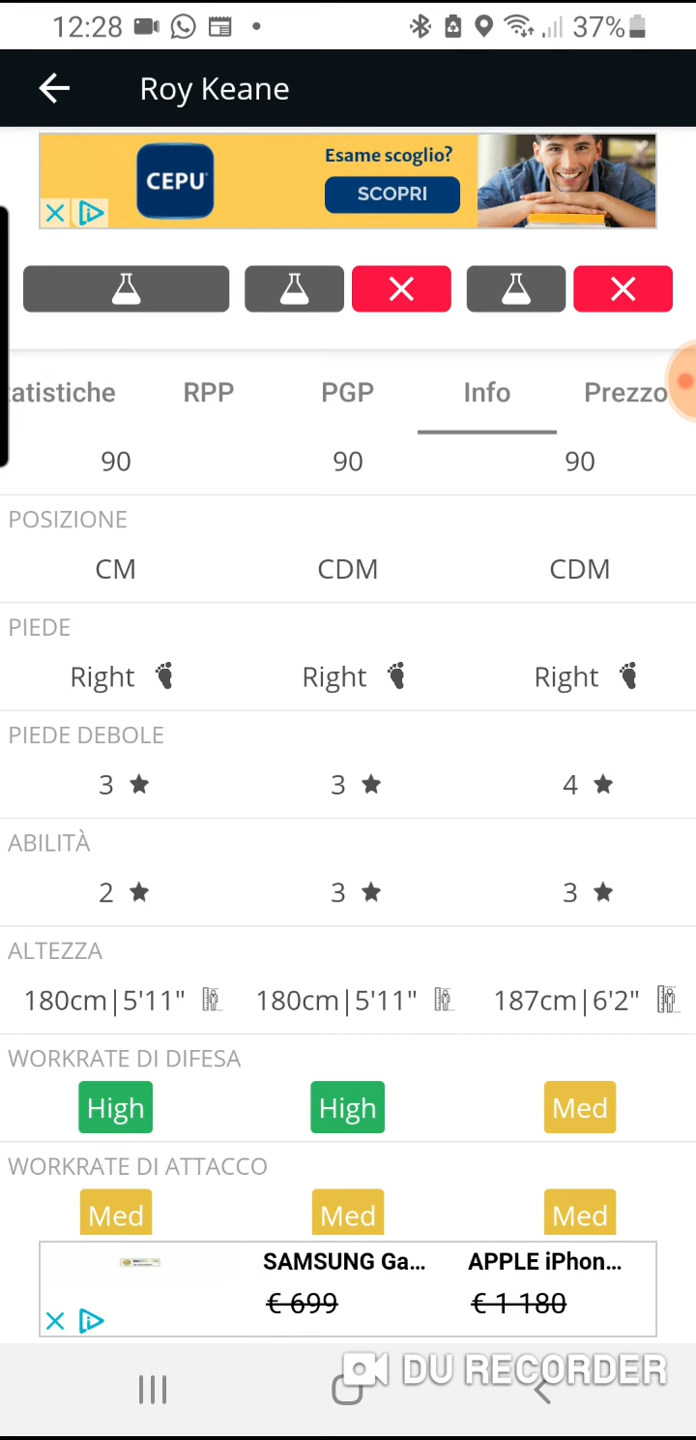 12:28 37%
Roy Keane
CEPU
Esame scoglio?
SCOPRI
tatistiche RPP PGP Info Prezzo
90 90 90
POSIZIONE
CM CDM CDM
PIEDE
Right Right Right
PIEDE DEBOLE
3 3 4
ABILITÀ
2 3 3
ALTEZZA
180cm|5'11" 180cm|5'11" 187cm|6'2"
WORKRATE DI DIFESA
High High Med
WORKRATE DI ATTACCO
Med Med Med
SAMSUNG Ga... APPLE iPhon...
€ 699 € 1 180
DU RECORDER